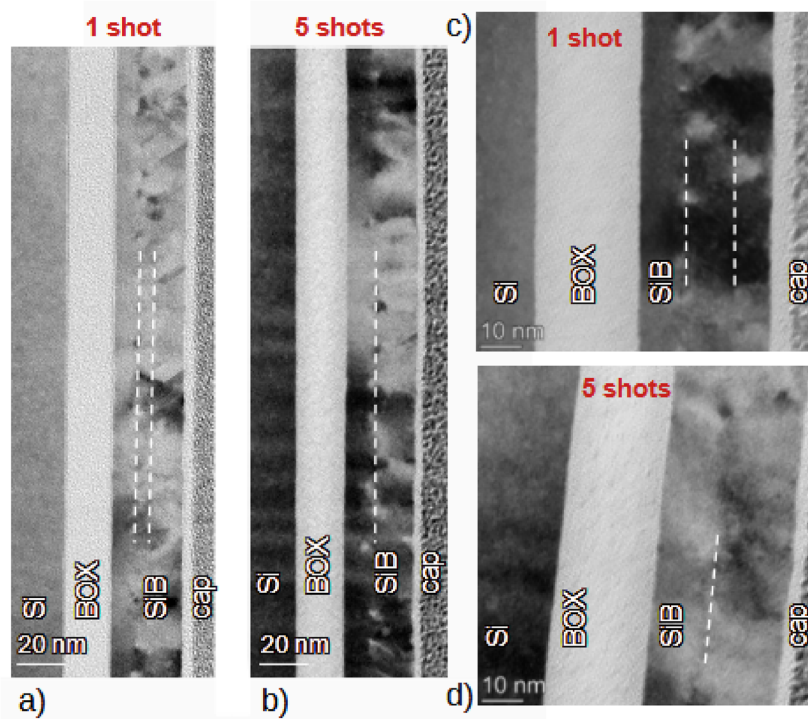 1 shot
Si
BOX
SiB
cap
20 nm
a)
5 shots
Si
BOX
SiB
cap
20 nm
b)
c)
1 shot
Si
BOX
SiB
cap
10 nm
5 shots
Si
BOX
SiB
cap
10 nm
d)